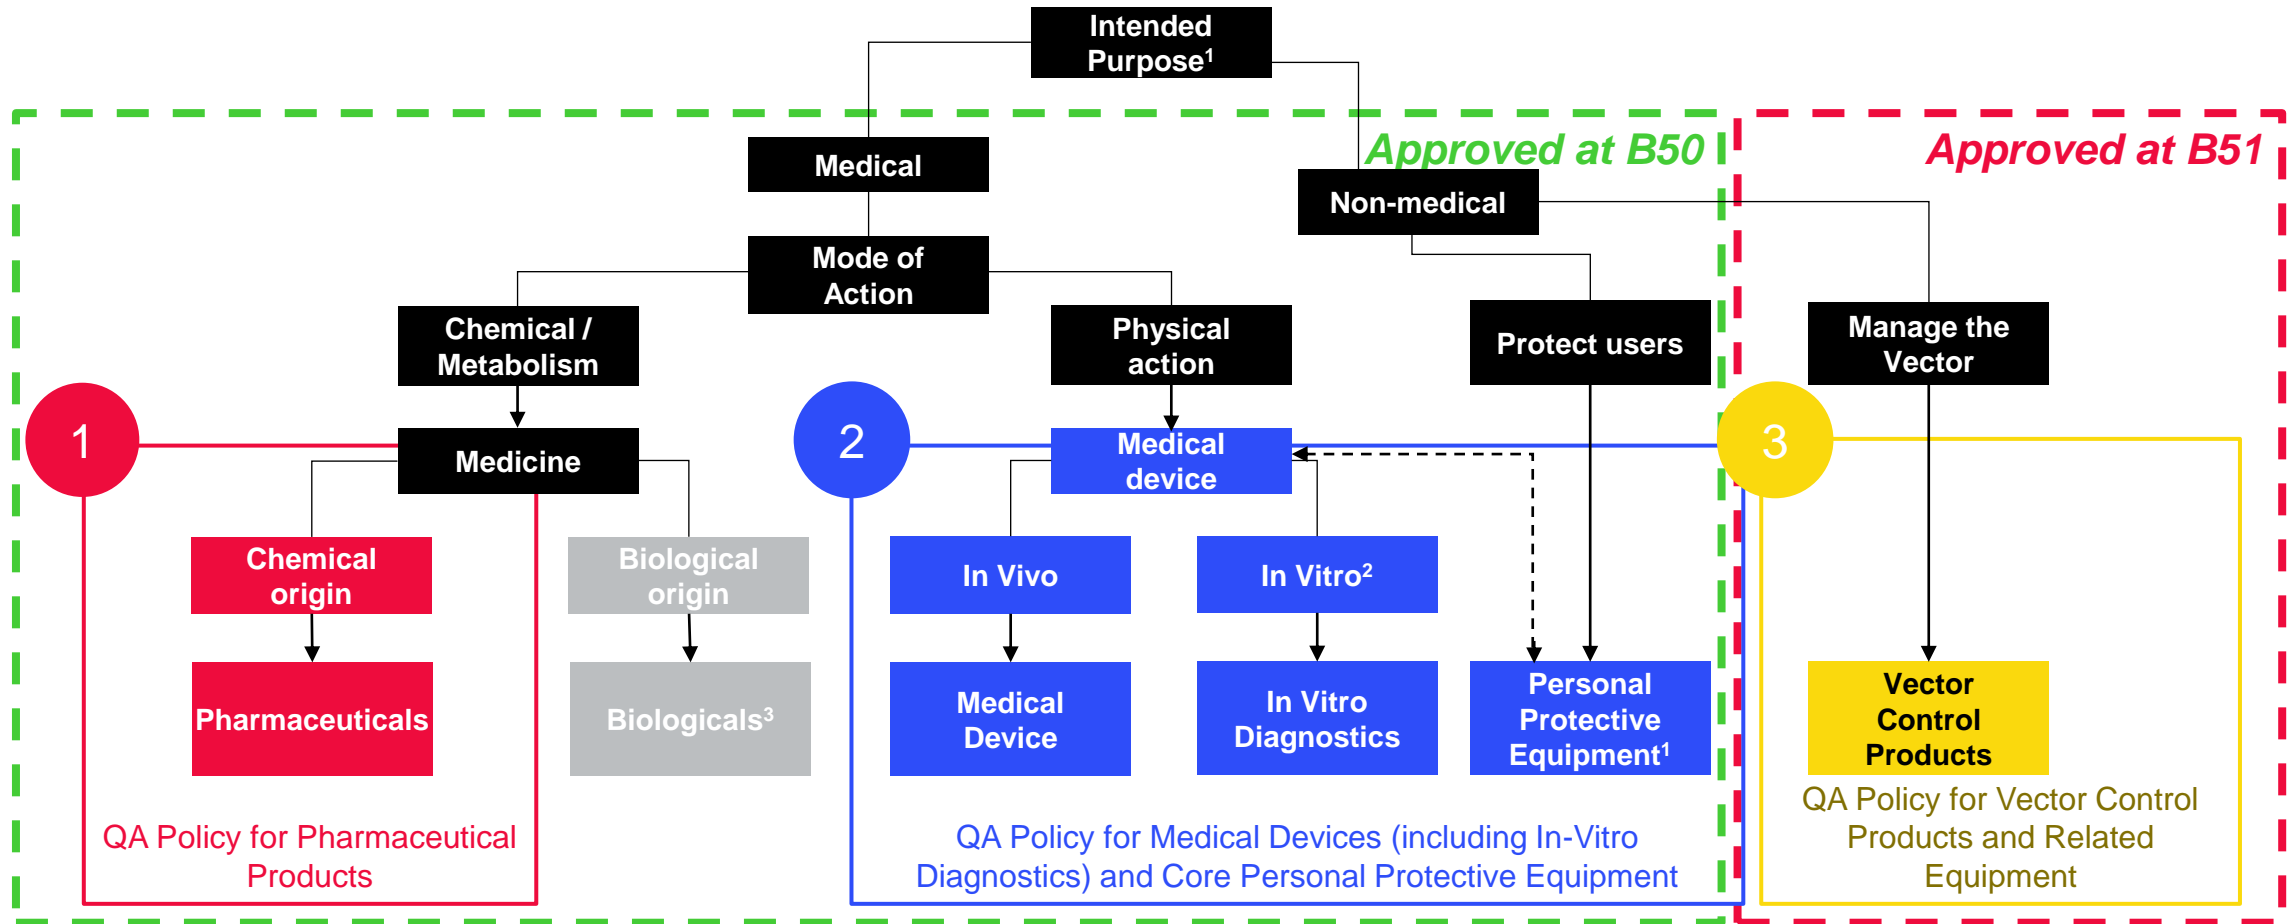 Intended
Purpose¹
Approved at B50
Approved at B51
Medical
Non-medical
Mode of
Action
Chemical /
Metabolism
Physical
action
Protect users
Manage the
Vector
1
2
3
Medicine
Medical
device
Chemical
origin
Biological
origin
In Vivo
In Vitro²
Pharmaceuticals
Biologicals³
Medical
Device
In Vitro
Diagnostics
Personal
Protective
Equipment¹
Vector
Control
Products
QA Policy for Pharmaceutical
Products
QA Policy for Medical Devices (including In-Vitro
Diagnostics) and Core Personal Protective Equipment
QA Policy for Vector Control
Products and Related
Equipment